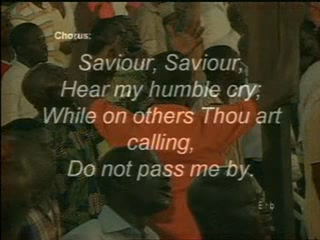 Chorus:
Saviour, Saviour,
Hear my humble cry;
While on others Thou art
calling,
Do not pass me by.